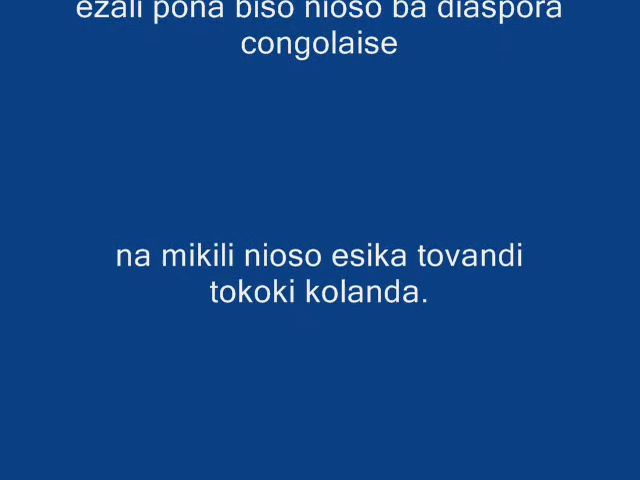 ezali pona biso nioso ba diaspora
congolaise
na mikili nioso esika tovandi
tokoki kolanda.